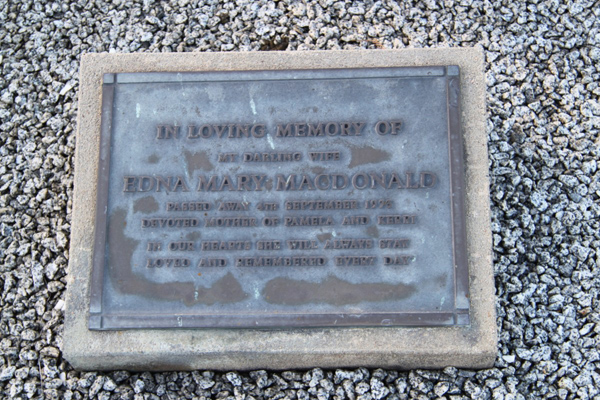 IN LOVING MEMORY OF
MY DARLING WIFE
EDNA MARY MACDONALD
PASSED AWAY 4TH SEPTEMBER
DEVOTED MOTHER OF PAMELA AND
IN OUR HEARTS SHE WILL ALWAYS STAY
LOVED AND REMEMBERED EVERY DAY